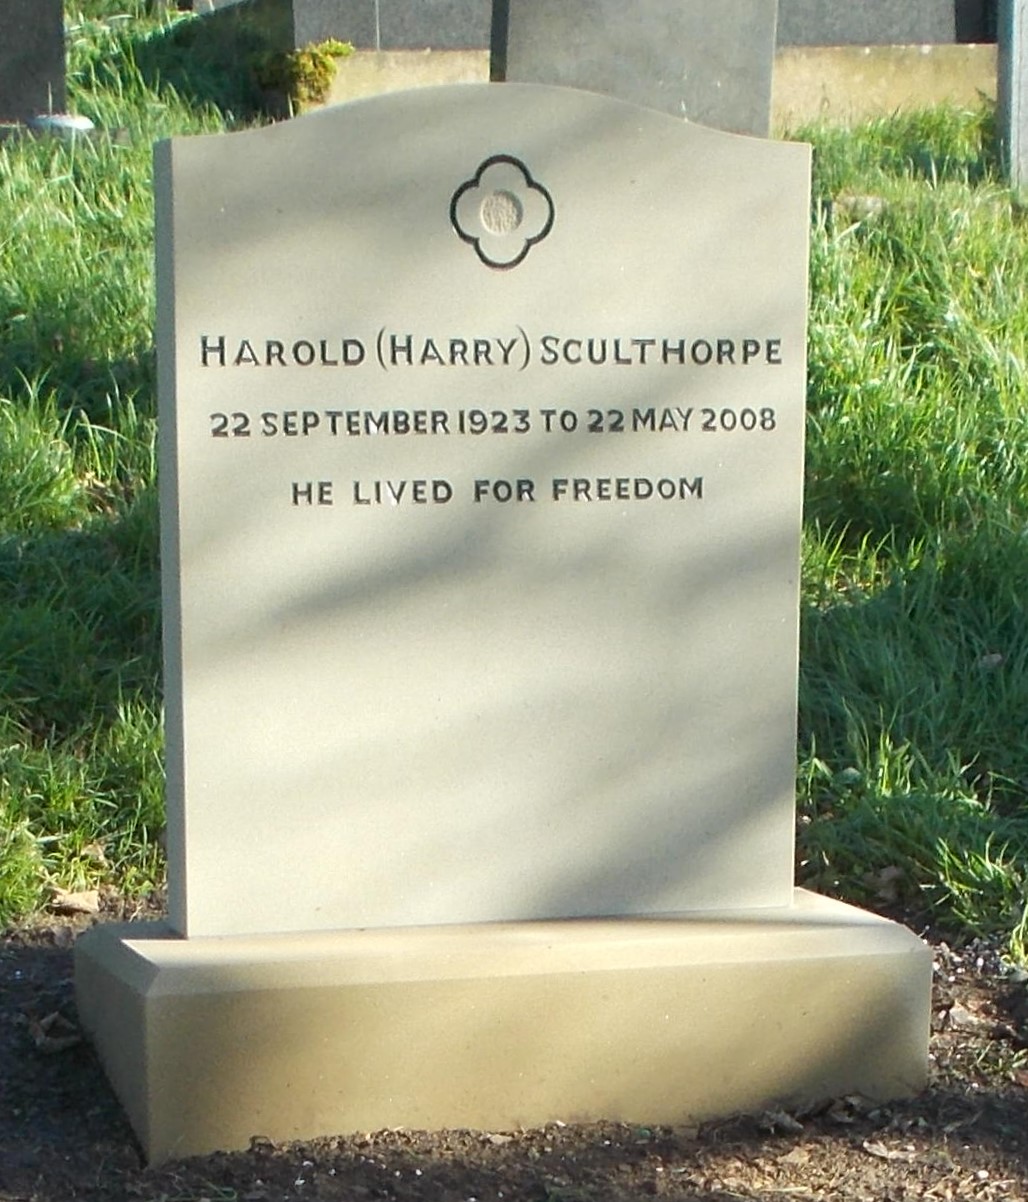 HAROLD (HARRY) SCULTHORPE
22 SEPTEMBER 1923 TO 22 MAY 2008
HE LIVED FOR FREEDOM